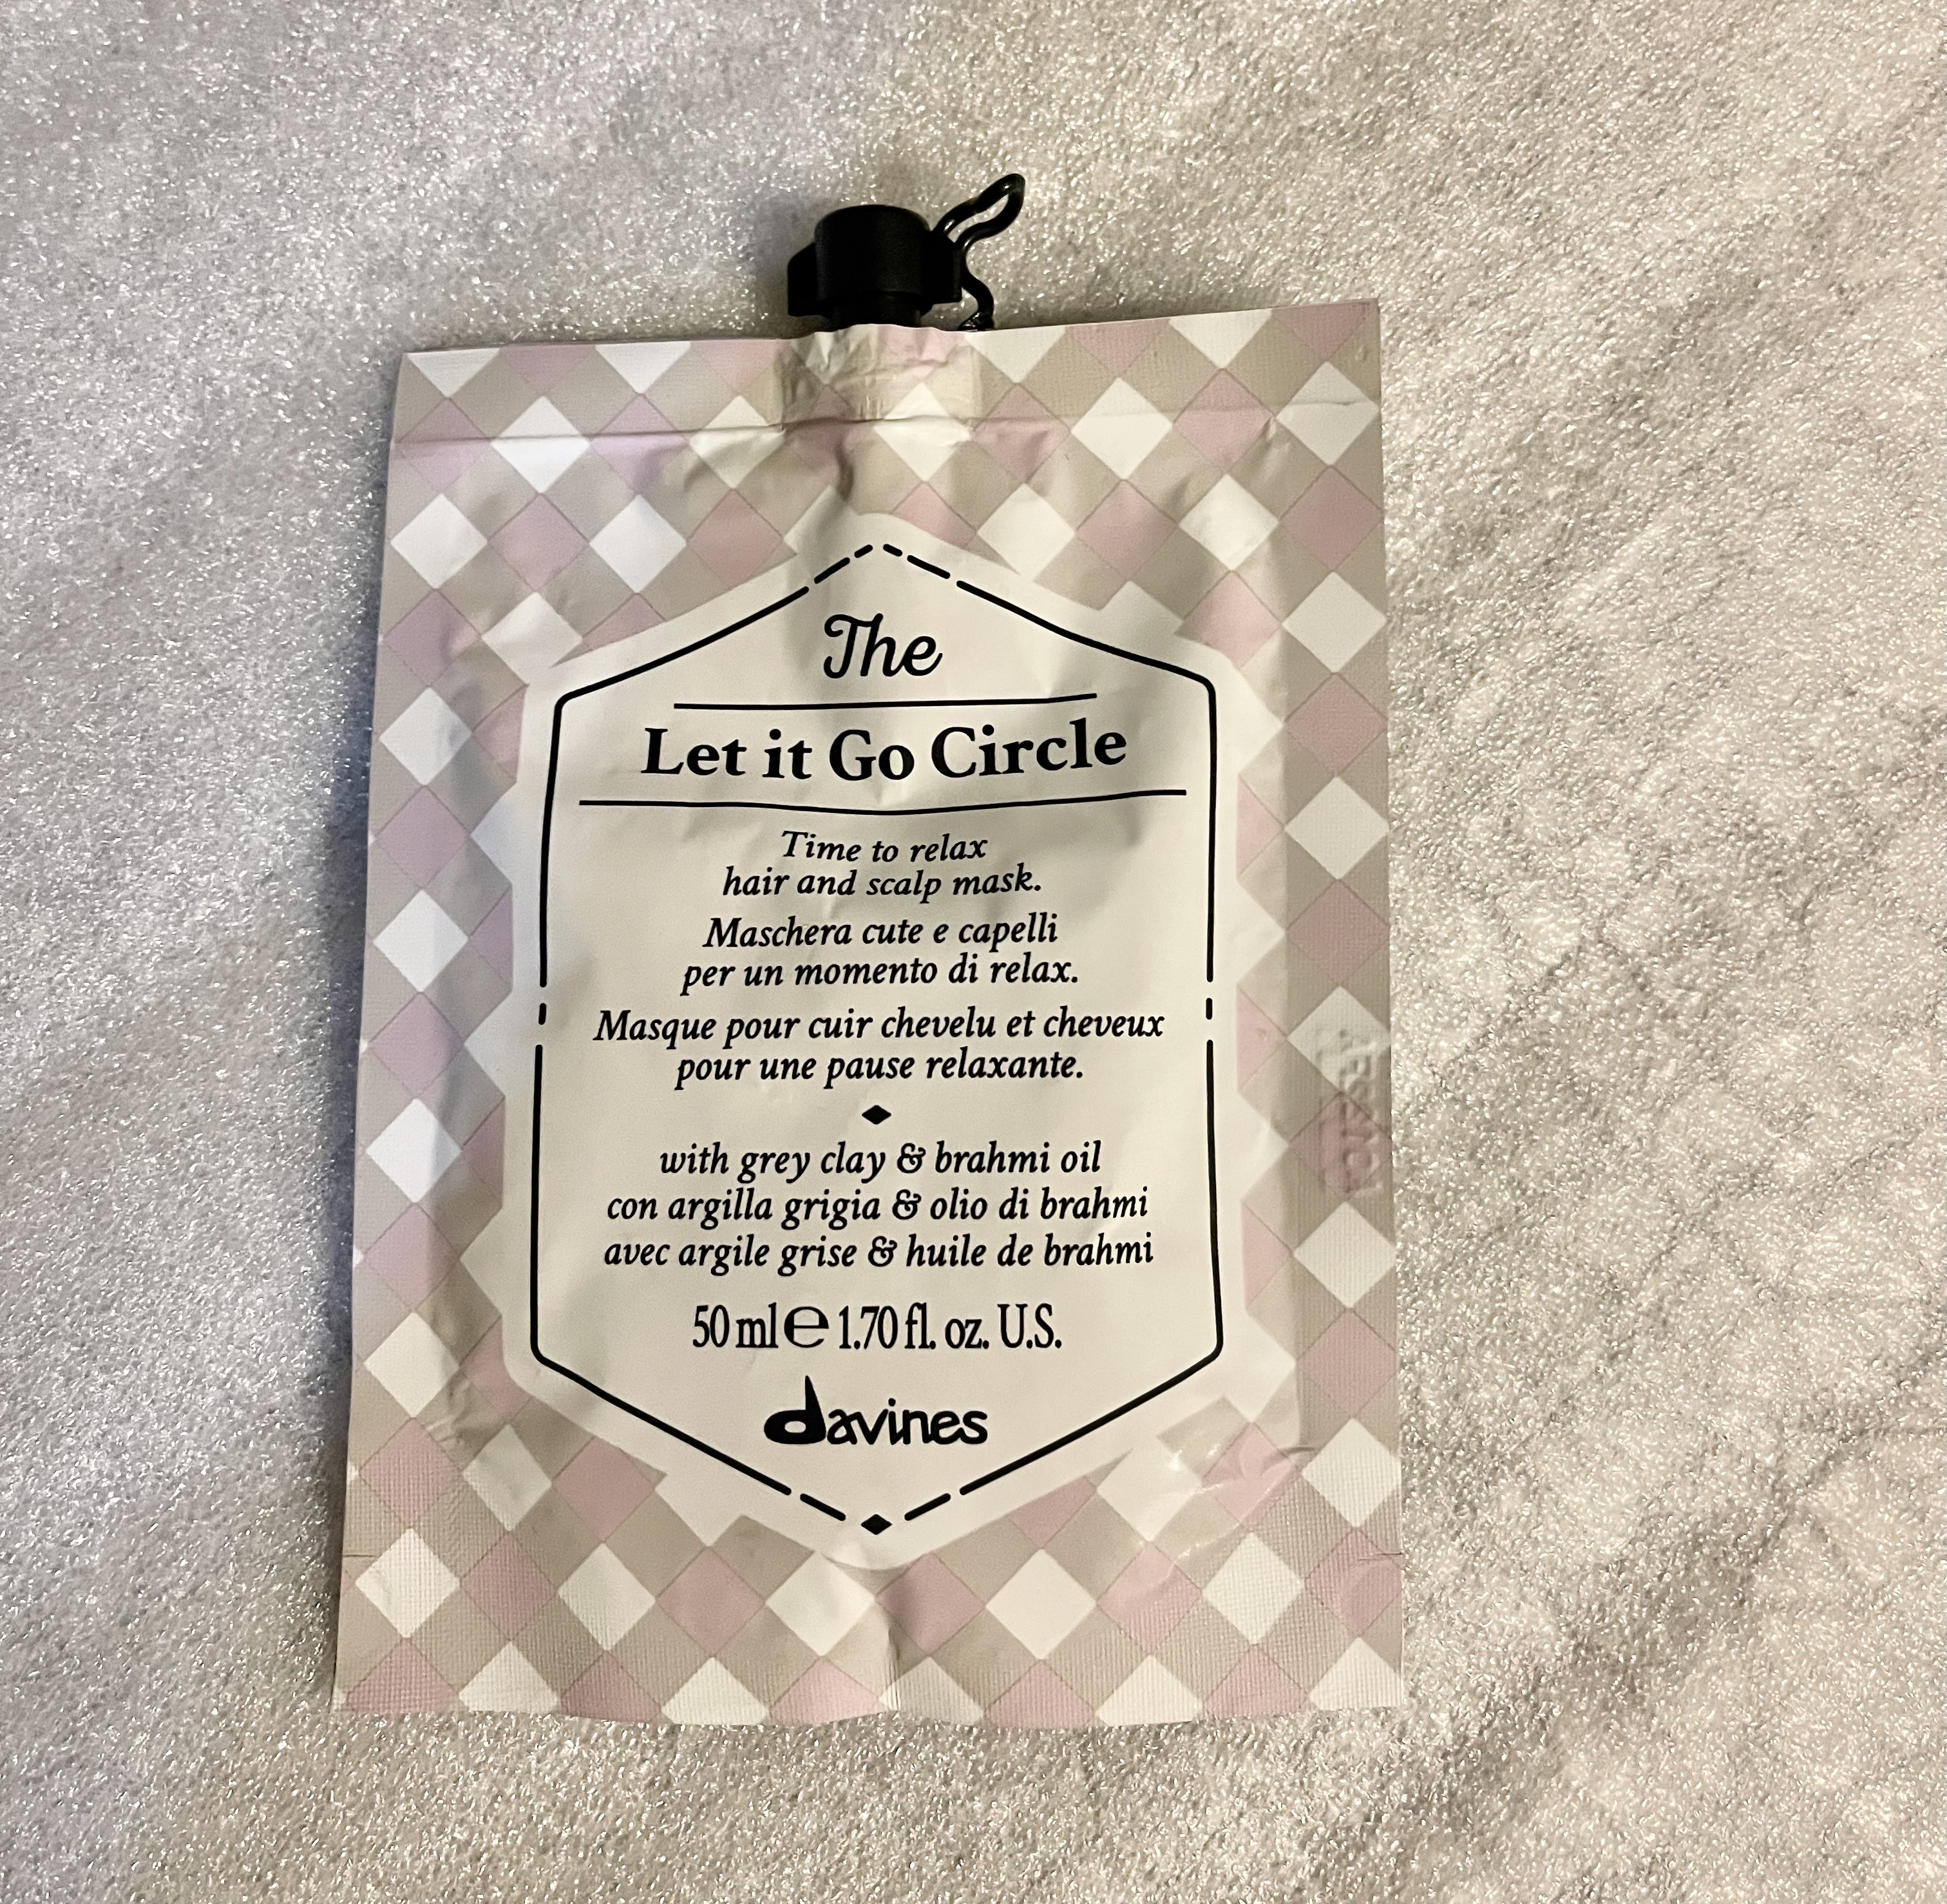 The
Let it Go Circle
Time to relax
hair and scalp mask.
Maschera cute e capelli
per un momento di relax.
Masque pour cuir chevelu et cheveux
pour une pause relaxante.
with grey clay & brahmi oil
con argilla grigia & olio di brahmi
avec argile grise & huile de brahmi
50 ml e 1.70 fl. oz. U.S.
davines